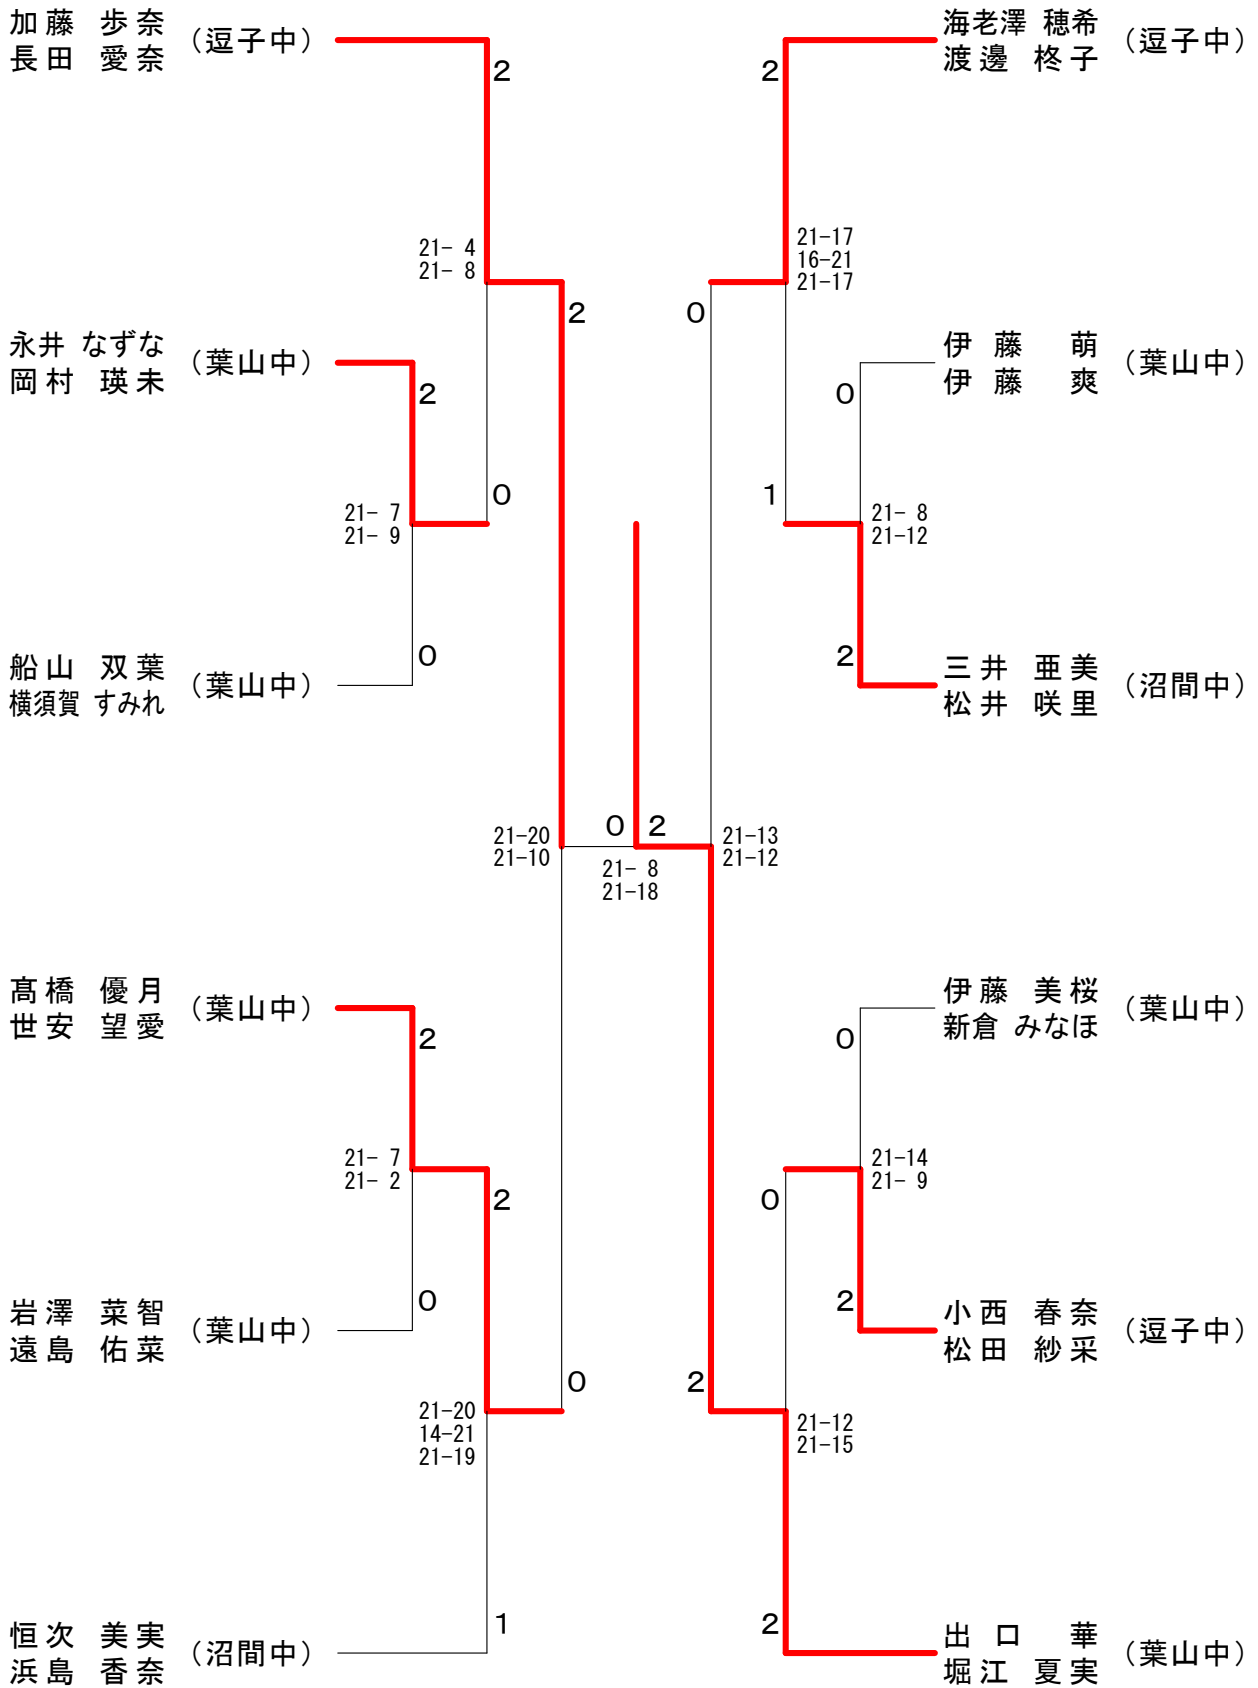 加藤 歩奈
長田 愛奈
(逗子中)
2
21- 4
21- 8
2
永井 なずな
岡村 瑛未
(葉山中)
2
21- 7
21- 9
0
船山 双葉
横須賀 すみれ
(葉山中)
0
21-20
21-10
髙橋 優月
世安 望愛
(葉山中)
2
21- 7
21- 2
2
岩澤 菜智
遠島 佑菜
(葉山中)
0
0
21-20
14-21
21-19
恒次 美実
浜島 香奈
(沼間中)
1
0 2
21- 8
21-18
海老澤 穂希
渡邊 柊子
(逗子中)
2
21-17
16-21
21-17
0
伊藤 萌
伊藤 爽
(葉山中)
0
1
21- 8
21-12
三井 亜美
松井 咲里
(沼間中)
2
21-13
21-12
伊藤 美桜
新倉 みなほ
(葉山中)
0
21-14
21- 9
0
小西 春奈
松田 紗采
(逗子中)
2
2
21-12
21-15
出口 華
堀江 夏実
(葉山中)
2